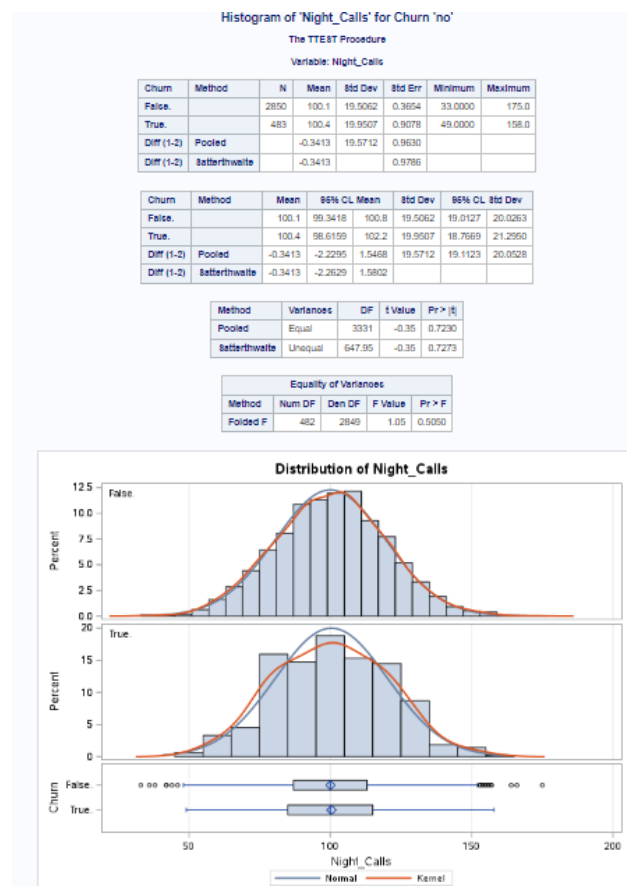 Histogram of 'Night_Calls' for Churn 'no'
The TTEST Procedure
Variable: Night_Calls
Churn Method N Mean Std Dev Std Err Minimum Maximum
False. 2850 100.1 19.5062 0.3654 33.0000 175.0
True. 483 100.4 19.9507 0.9078 49.0000 158.0
Diff (1-2) Pooled -0.3413 19.5712 0.9630
Diff (1-2) Satterthwaite -0.3413 0.9786
Churn Method Mean 95% CL Mean Std Dev 95% CL Std Dev
False. 100.1 99.3418 100.8 19.5062 19.0127 20.0263
True. 100.4 98.6159 102.2 19.9507 18.7669 21.2950
Diff (1-2) Pooled -0.3413 -2.2295 1.5468 19.5712 19.1123 20.0528
Diff (1-2) Satterthwaite -0.3413 -2.2629 1.5802
Method Variances DF t Value Pr > |t|
Pooled Equal 3331 -0.35 0.7230
Satterthwaite Unequal 647.95 -0.35 0.7273
Equality of Variances
Method Num DF Den DF F Value Pr > F
Folded F 482 2849 1.05 0.5050
Distribution of Night_Calls
False.
Percent
12.5
10.0
7.5
5.0
2.5
0.0
True.
Percent
20
15
10
5
0
Churn
False.
True.
50 100 150 200
Night_Calls
Normal Kernel